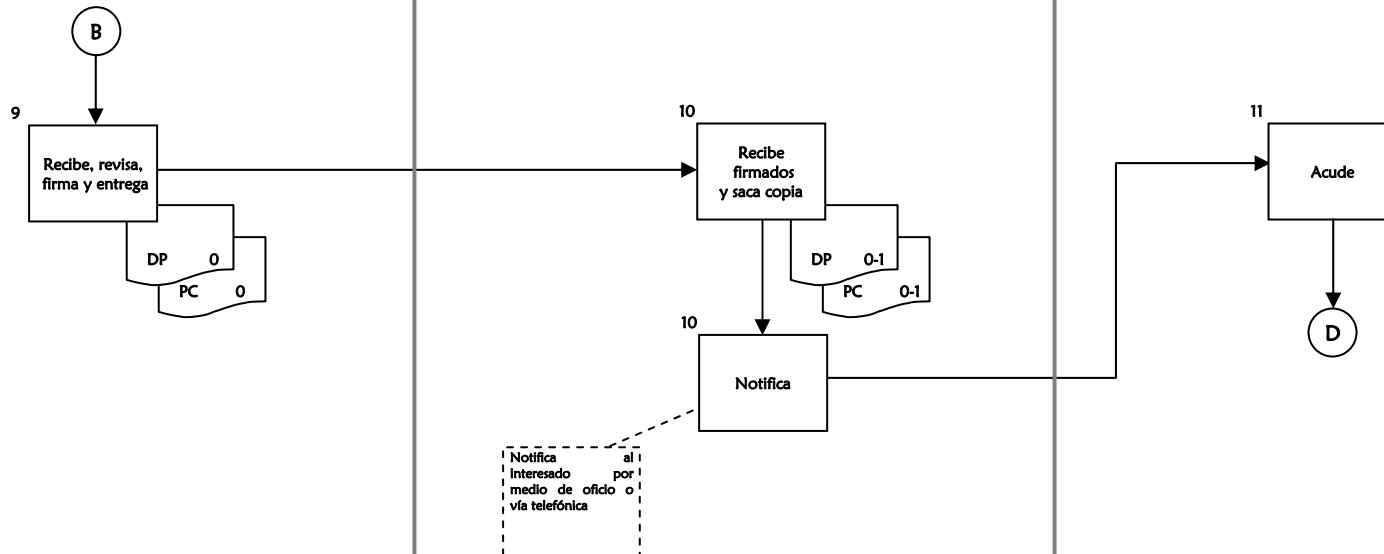 B
9
Recibe, revisa,
firma y entrega
DP 0
PC 0
10
Recibe
firmados
y saca copia
DP 0-1
PC 0-1
10
Notifica
Notifica al
interesado por
medio de oficio o
vía telefónica
11
Acude
D